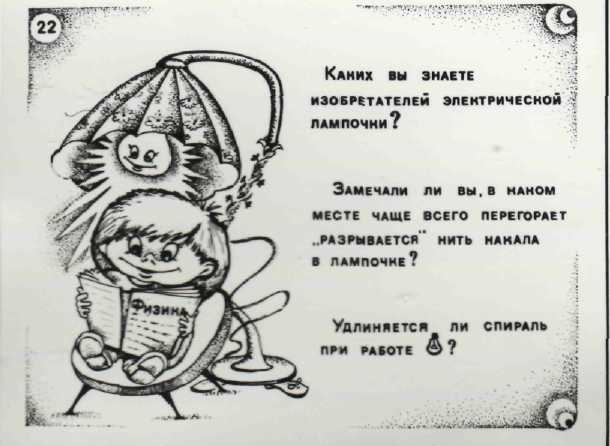 22
Каких вы знаете
изобретателей электрической
лампочки?
Замечали ли вы, в каком
месте чаще всего перегорает
„разрывается" нить накала
в лампочке?
Удлиняется ли спираль
при работе ?
Физика